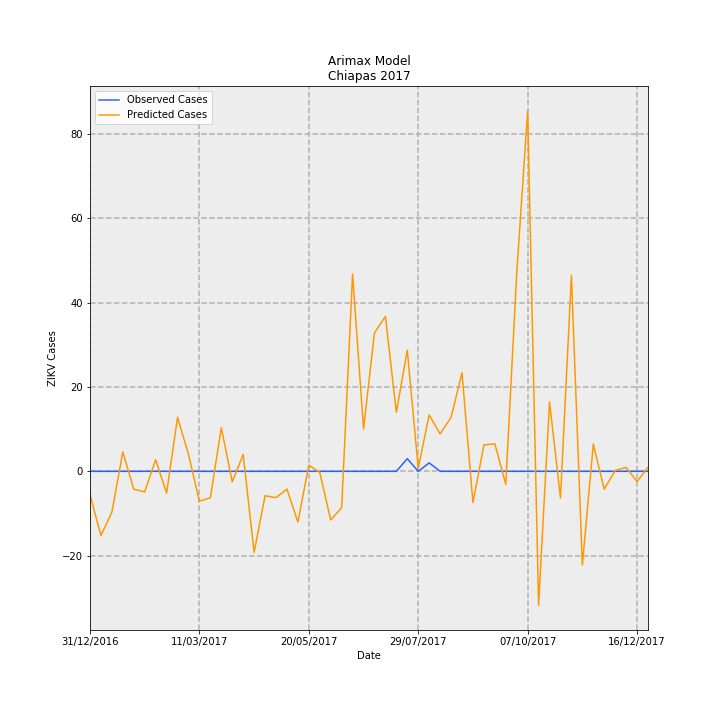 Arimax Model
Chiapas 2017
Observed Cases
Predicted Cases
80
60
40
20
0
−20
ZIKV Cases
31/12/2016
11/03/2017
20/05/2017
29/07/2017
07/10/2017
16/12/2017
Date